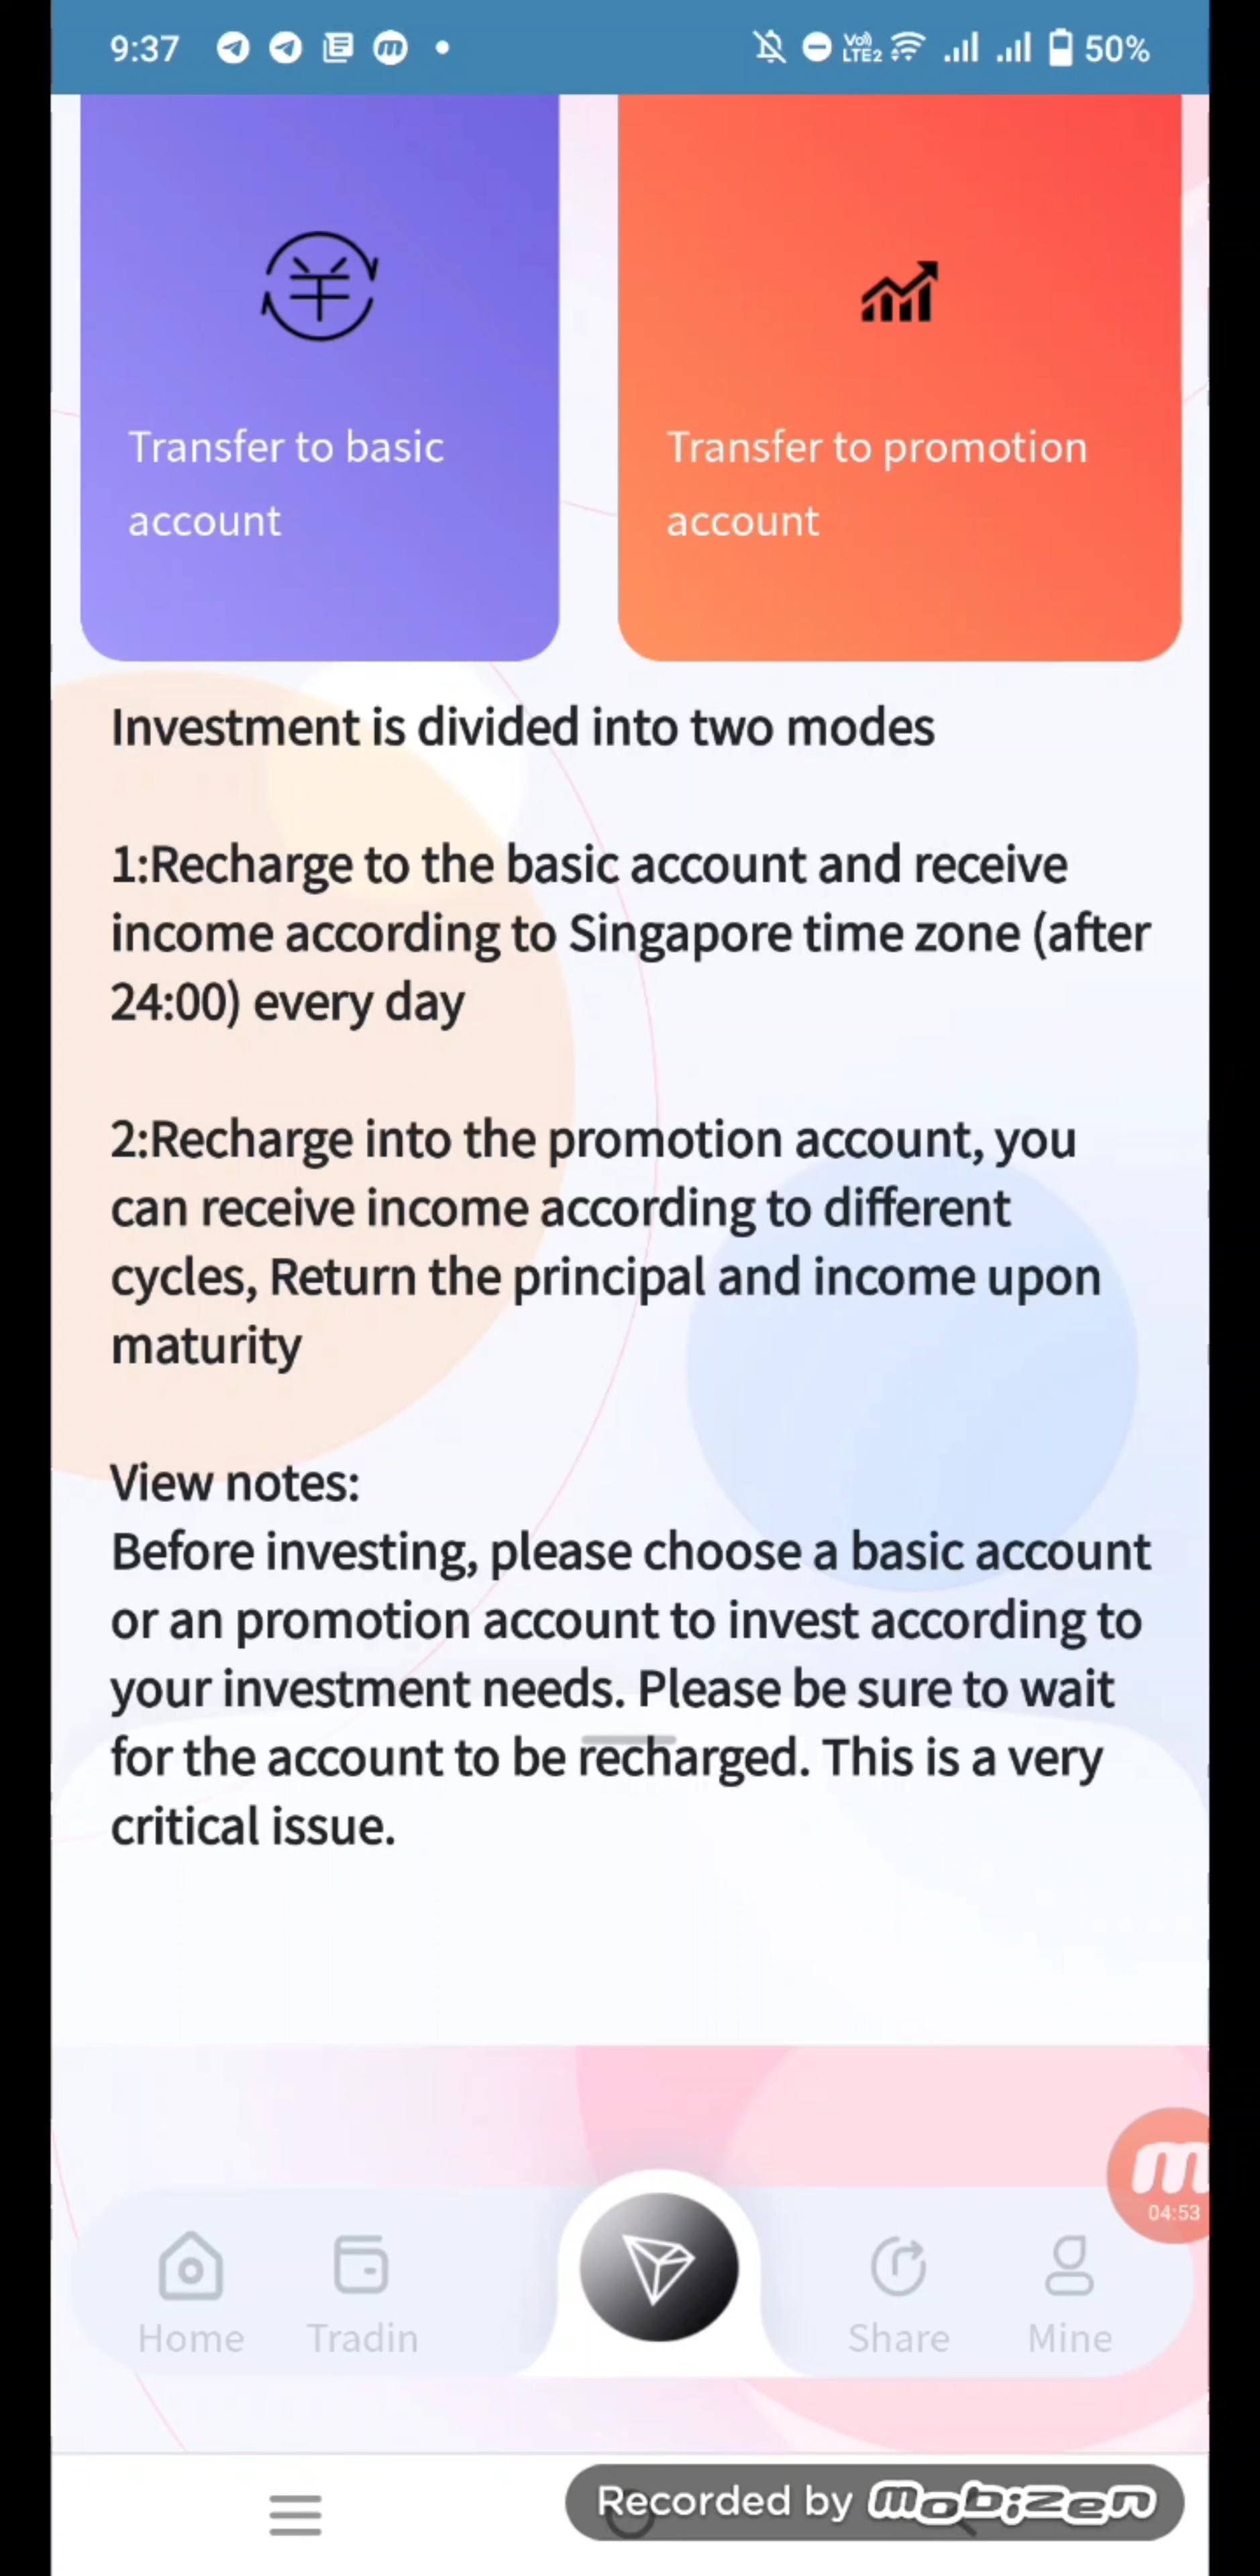 9:37
Vo)) LTE2
50%
Transfer to basic
account
Transfer to promotion
account
Investment is divided into two modes
1:Recharge to the basic account and receive
income according to Singapore time zone (after
24:00) every day
2:Recharge into the promotion account, you
can receive income according to different
cycles, Return the principal and income upon
maturity
View notes:
Before investing, please choose a basic account
or an promotion account to invest according to
your investment needs. Please be sure to wait
for the account to be recharged. This is a very
critical issue.
m
04:53
Home
Tradin
Share
Mine
Recorded by mobizen